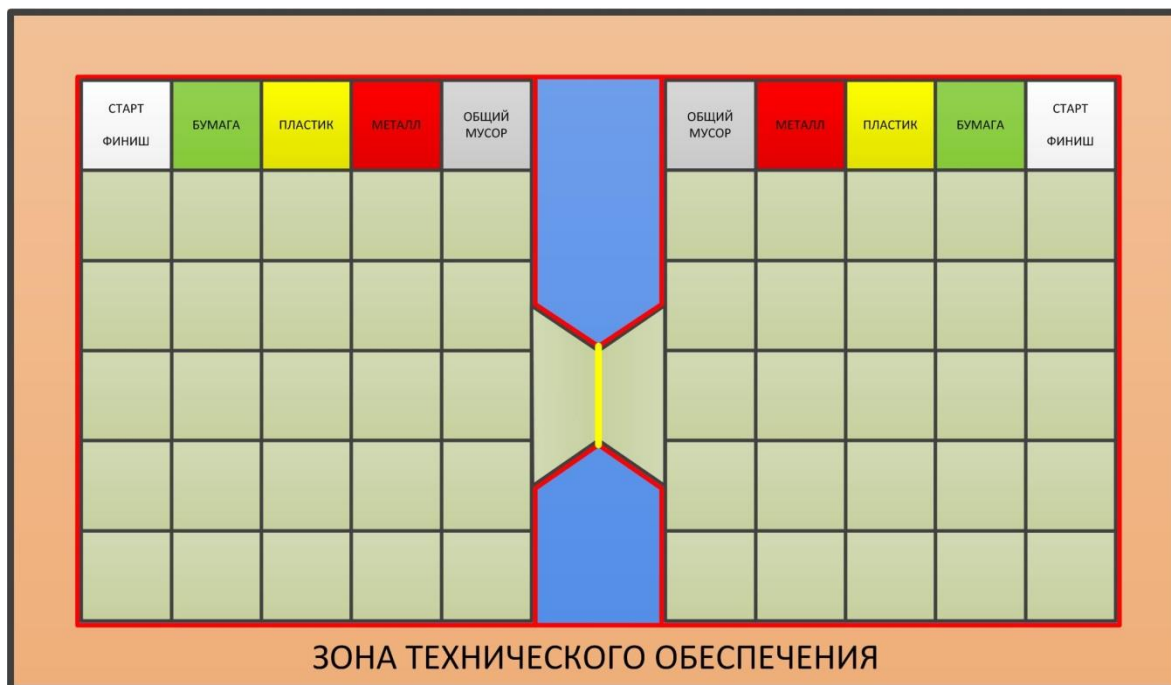 СТАРТ
ФИНИШ
БУМАГА
ПЛАСТИК
МЕТАЛЛ
ОБЩИЙ
МУСОР
ОБЩИЙ
МУСОР
МЕТАЛЛ
ПЛАСТИК
БУМАГА
СТАРТ
ФИНИШ
ЗОНА ТЕХНИЧЕСКОГО ОБЕСПЕЧЕНИЯ